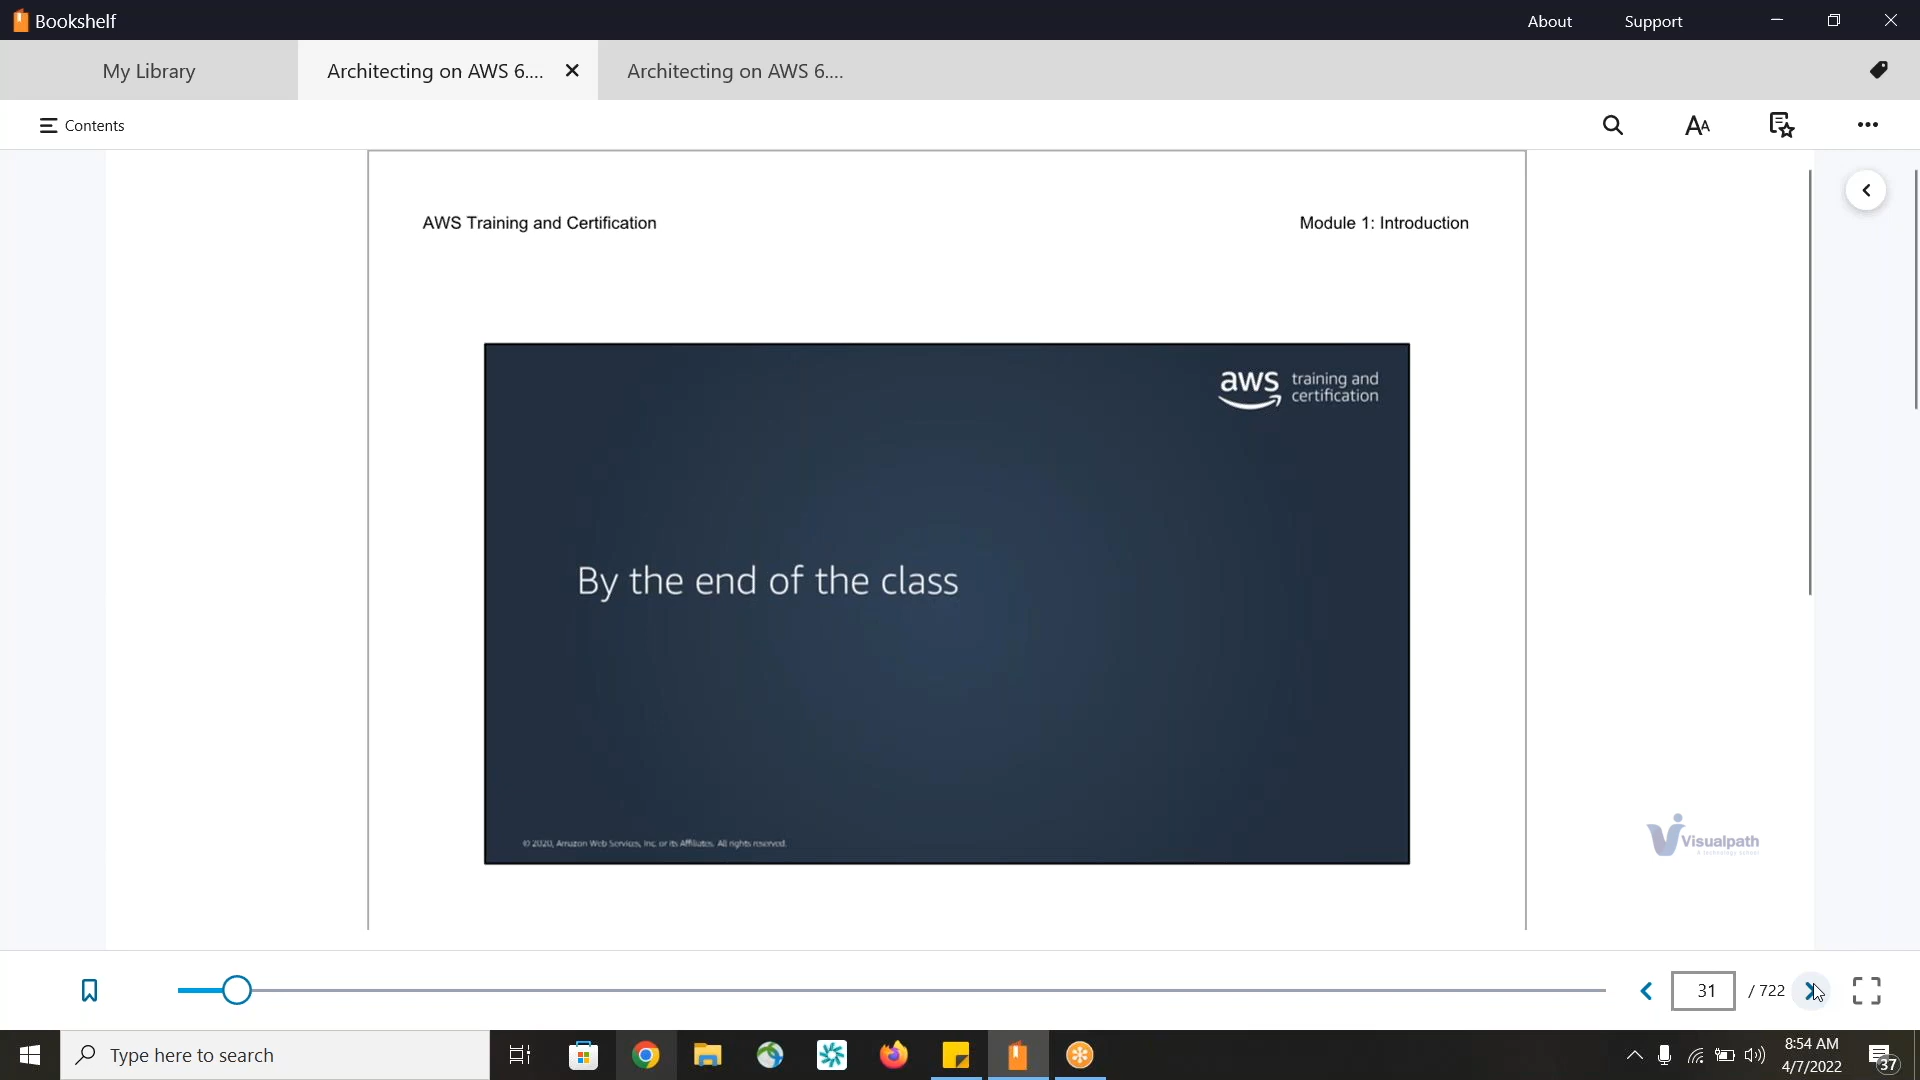 Bookshelf
About
Support
My Library
Architecting on AWS 6....
Architecting on AWS 6....
Contents
AWS Training and Certification
Module 1: Introduction
aws training and
certification
By the end of the class
© 2020, Amazon Web Services, Inc. or its Affiliates. All rights reserved.
Visualpath
A technology school
31 / 722
Type here to search
8:54 AM
4/7/2022
37